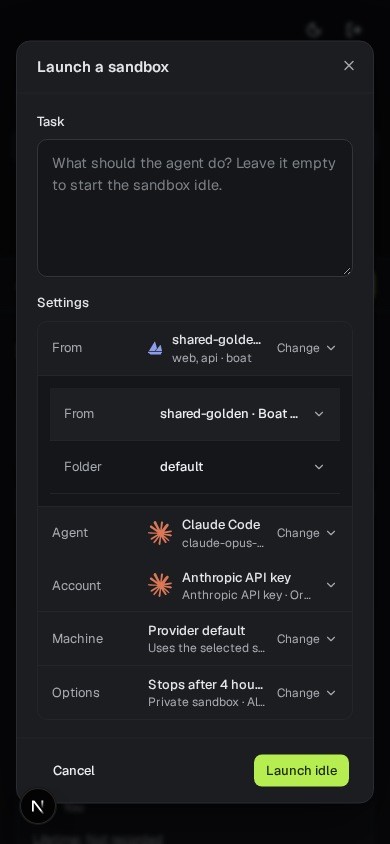 Launch a sandbox
Task
What should the agent do? Leave it empty
to start the sandbox idle.
Settings
From
shared-golde...
web, api · boat
Change
From
shared-golden · Boat ...
Folder
default
Agent
Claude Code
claude-opus-...
Change
Account
Anthropic API key
Anthropic API key · Or...
Machine
Provider default
Uses the selected s...
Change
Options
Stops after 4 hou...
Private sandbox · Al...
Change
Cancel
Launch idle
N